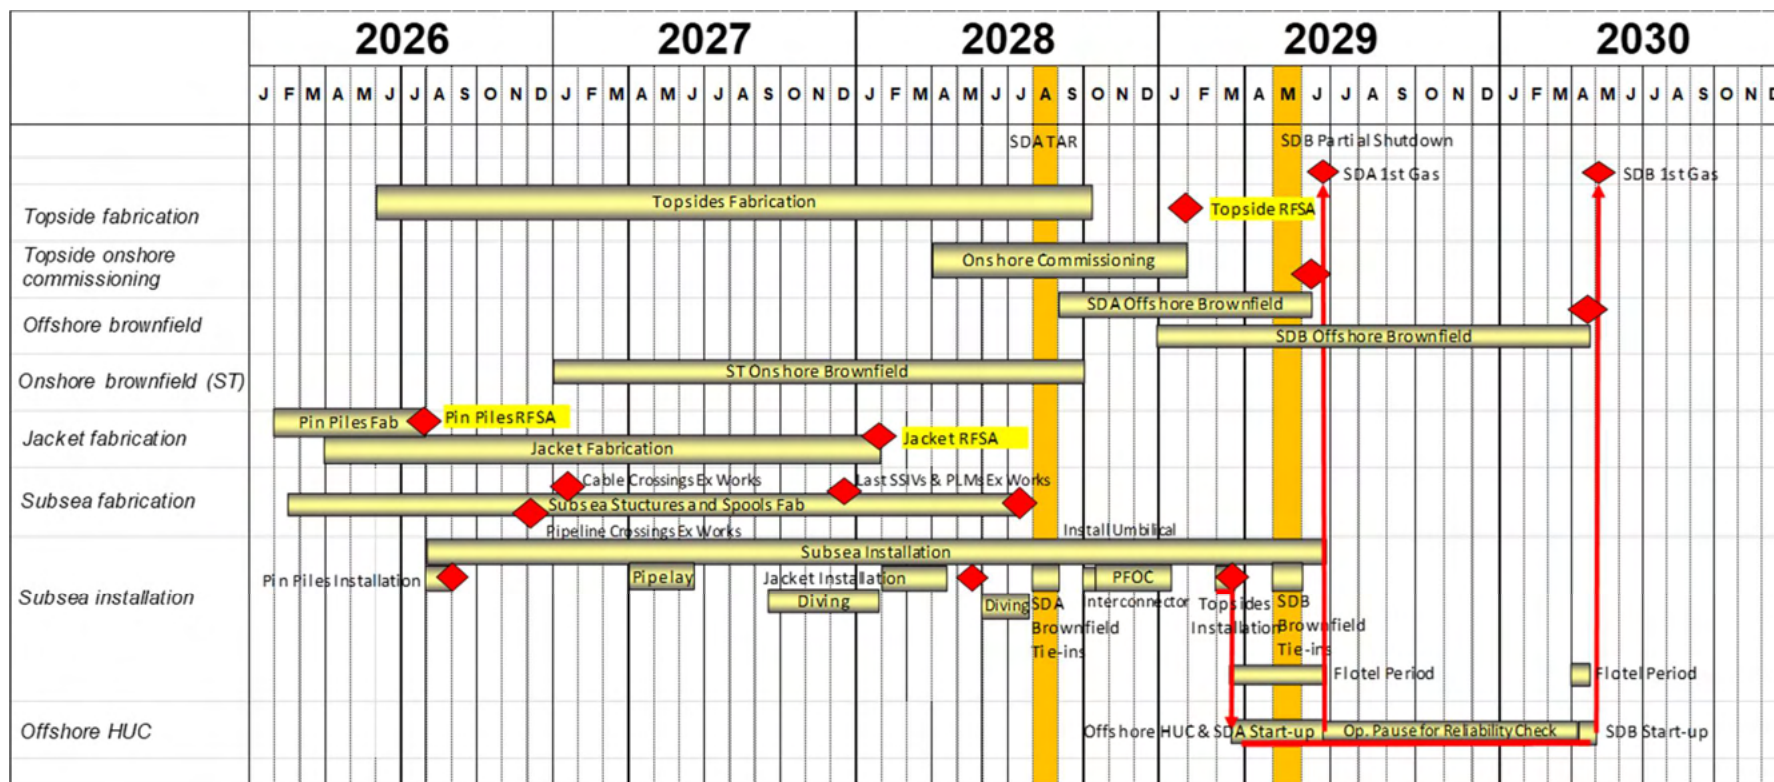 2026 2027 2028 2029 2030
J F M A M J J A S O N D J F M A M J J A S O N D J F M A M J J A S O N D J F M A M J J A S O N D J F M A M J J A S O N D
SDA TAR
SDB Partial Shutdown
SDA 1st Gas
SDB 1st Gas
Topside fabrication
Topsides Fabrication
Topside RFSA
Topside onshore
commissioning
Onshore Commissioning
Offshore brownfield
SDA Offshore Brownfield
SDB Offshore Brownfield
Onshore brownfield (ST)
ST Onshore Brownfield
Jacket fabrication
Pin Piles Fab
Pin Piles RFSA
Jacket RFSA
Jacket Fabrication
Subsea fabrication
Cable Crossings Ex Works
Last SSIVs & PLMs Ex Works
Subsea Stuctures and Spools Fab
Pipeline Crossings Ex Works
Install Umbilical
Subsea installation
Subsea Installation
Pin Piles Installation
Pipelay
Jacket Installation
PFOC
Diving
Diving
SDA
Brownfield
Tie-ins
Interconnector
Topsides
Installation
SDB
Brownfield
Tie-ins
Flotel Period
Flotel Period
Offshore HUC
Offshore HUC & SDA Start-up
Op. Pause for Reliability Check
SDB Start-up